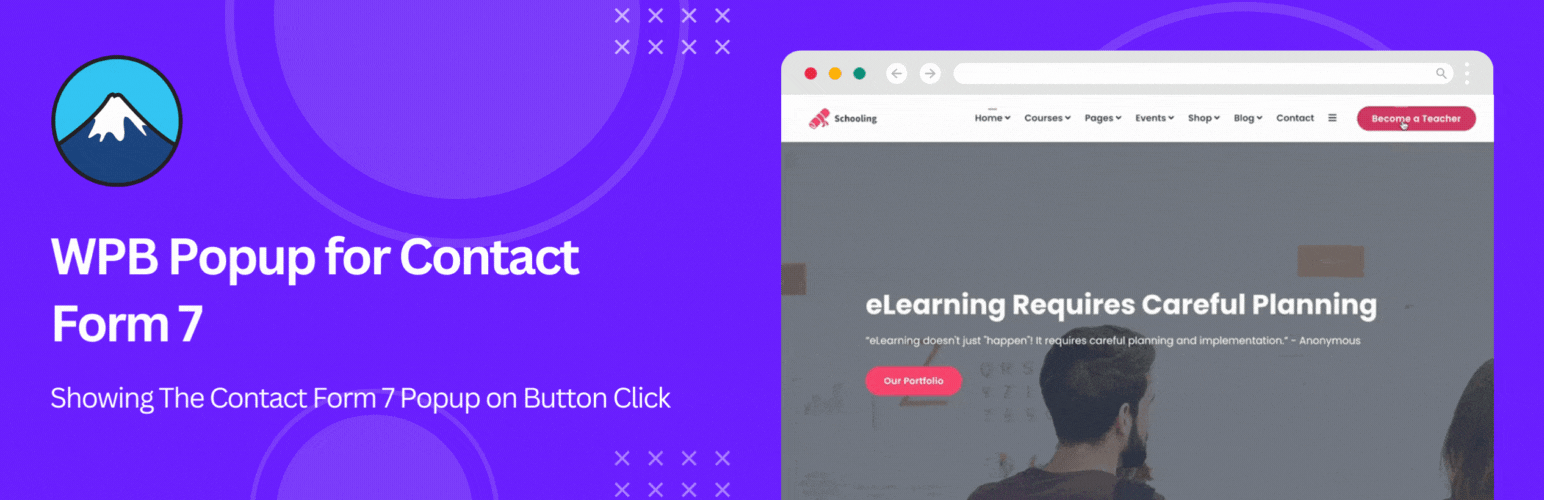 WPB Popup for Contact
Form 7
Showing The Contact Form 7 Popup on Button Click
Schooling
Home Courses Pages Events Shop Blog Contact Become a Teacher
eLearning Requires Careful Planning
"eLearning doesn't just "happen"! It requires careful planning and implementation." - Anonymous
Our Portfolio